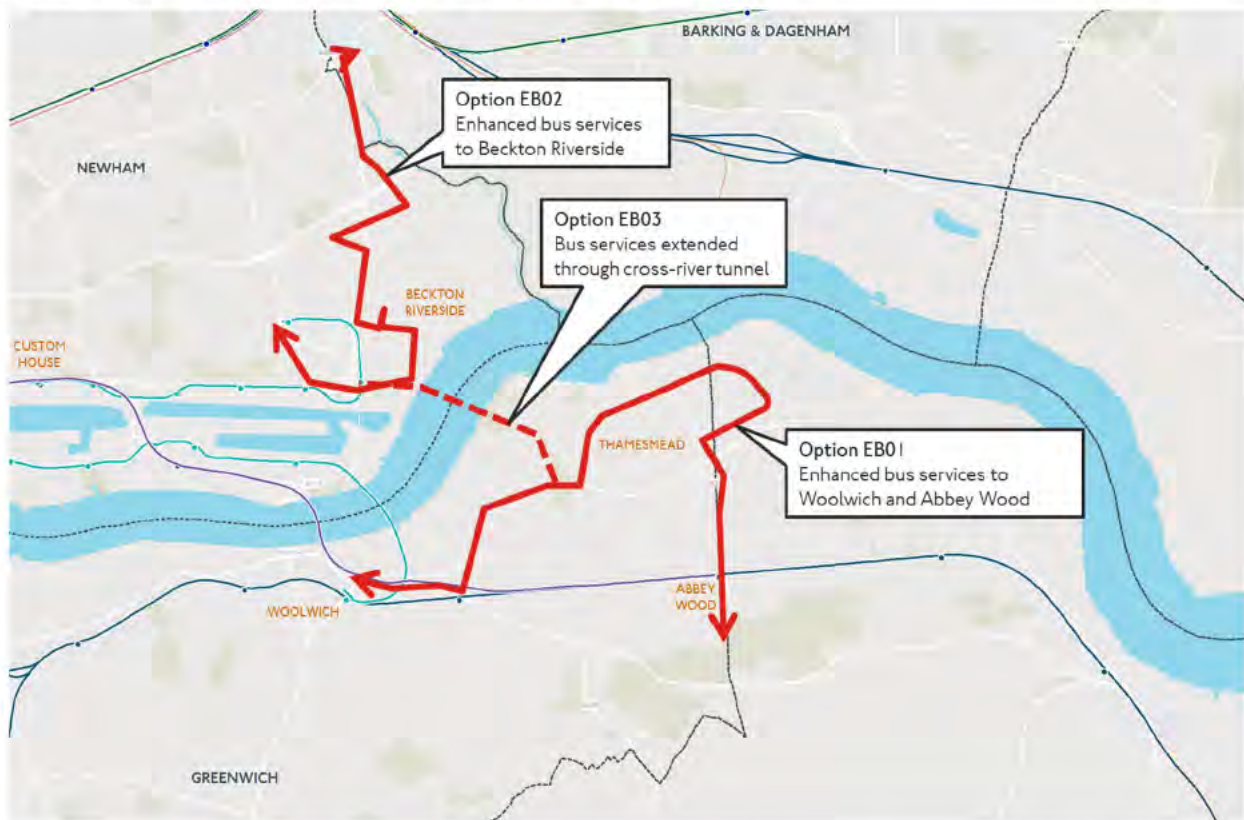 BARKING & DAGENHAM
Option EB02
Enhanced bus services
to Beckton Riverside
NEWHAM
Option EB03
Bus services extended
through cross-river tunnel
BECKTON
RIVERSIDE
CUSTOM
HOUSE
THAMESMEAD
Option EB01
Enhanced bus services to
Woolwich and Abbey Wood
WOOLWICH
ABBEY
WOOD
GREENWICH